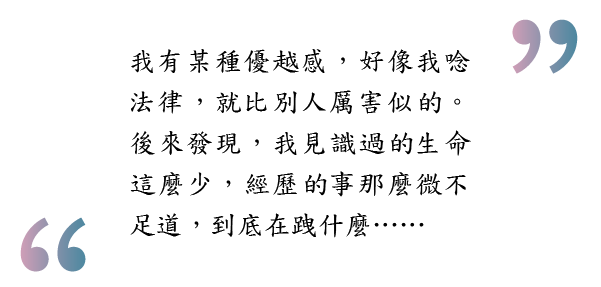 我有某種優越感，好像我唸
法律，就比別人厲害似的。
後來發現，我見識過的生命
這麼少，經歷的事那麼微不
足道，到底在跩什麼⋯⋯